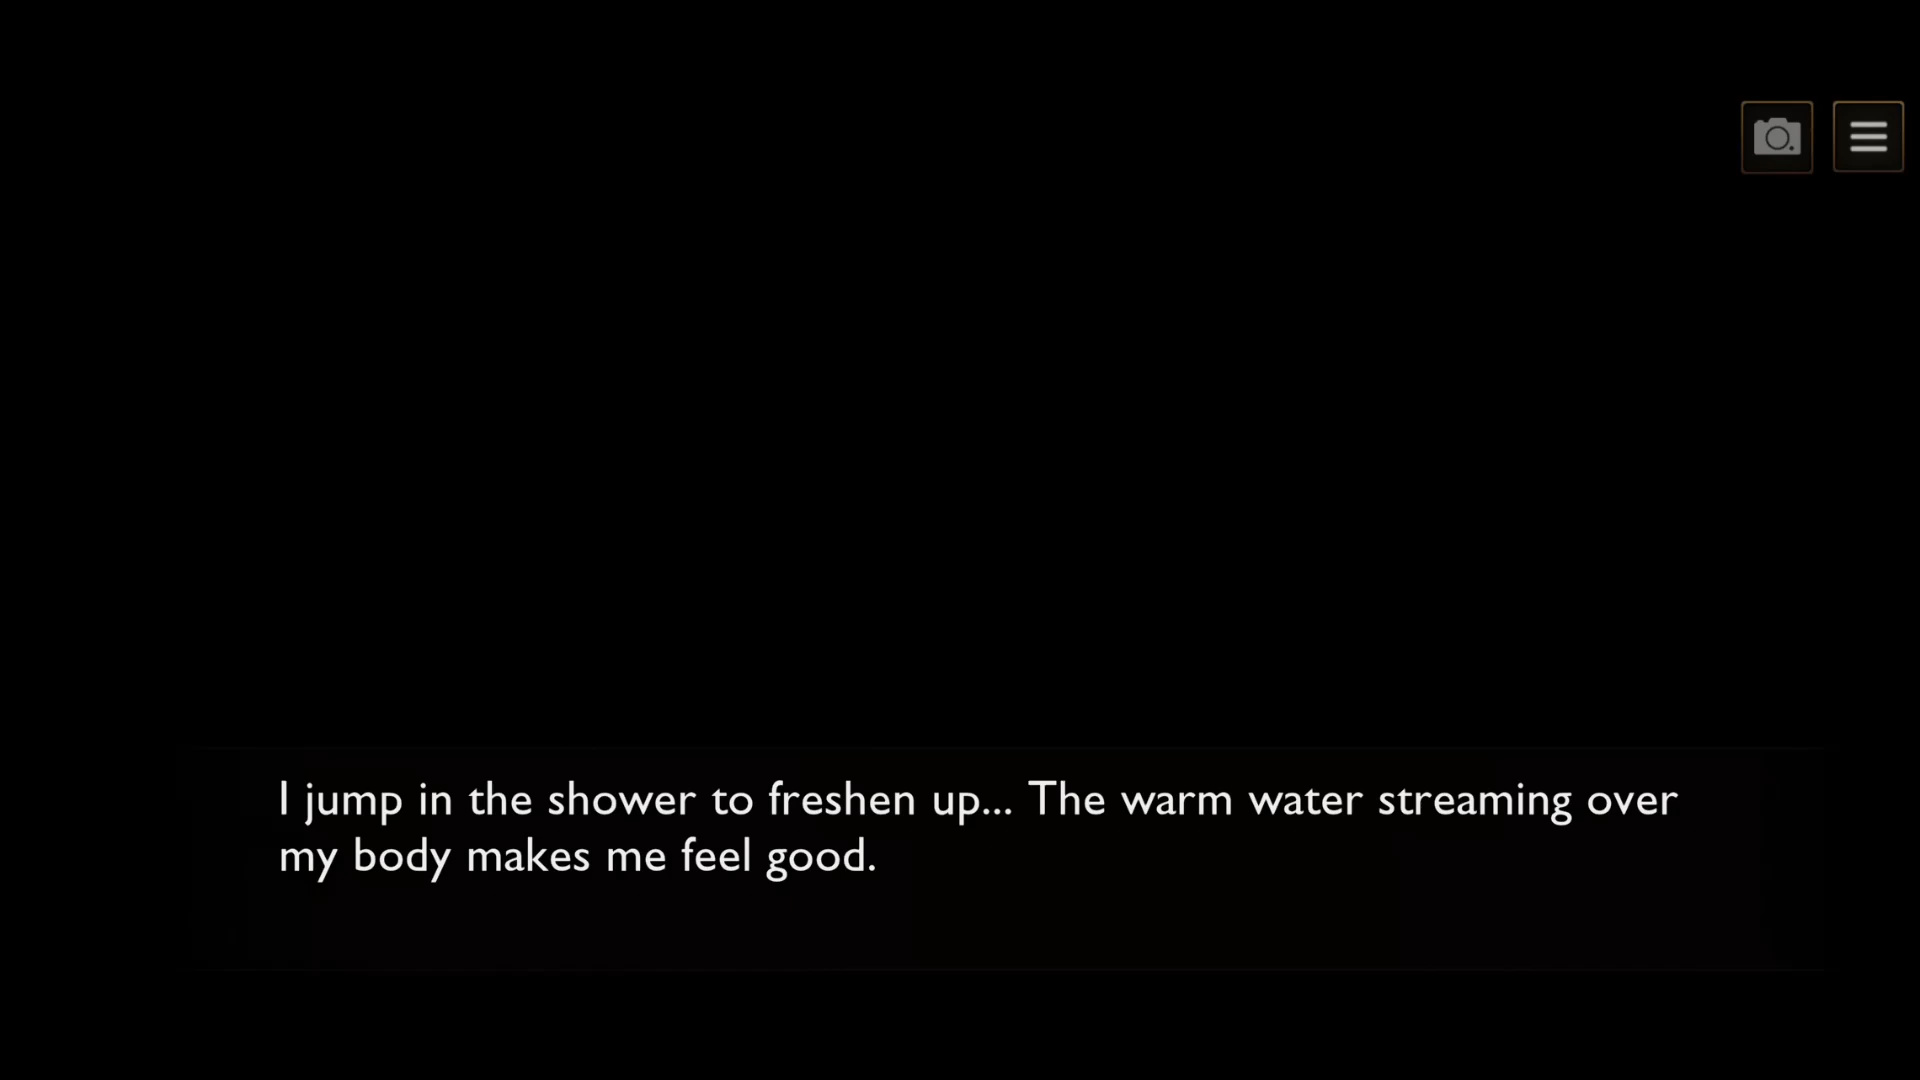 I jump in the shower to freshen up... The warm water streaming over
my body makes me feel good.